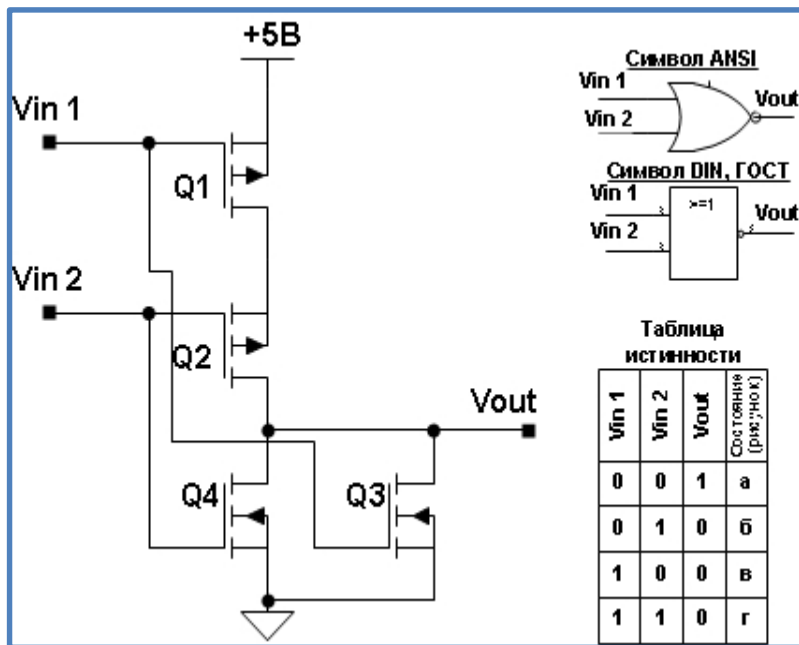 +5В
Vin 1
Q1
Vin 2
Q2
Vout
Q4
Q3
Символ ANSI
Vin 1
Vout
Vin 2
Символ DIN, ГОСТ
Vin 1
>=1
Vout
Vin 2
Таблица
истинности
Vin 1 Vin 2 Vout Состояние
(рисунок)
0 0 1 а
0 1 0 б
1 0 0 в
1 1 0 г